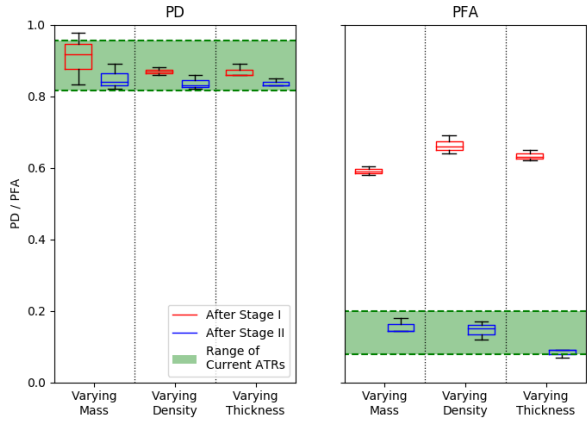 PD
PFA
PD / PFA
1.0
0.8
0.6
0.4
0.2
0.0
After Stage I
After Stage II
Range of
Current ATRs
Varying
Mass
Varying
Density
Varying
Thickness
Varying
Mass
Varying
Density
Varying
Thickness